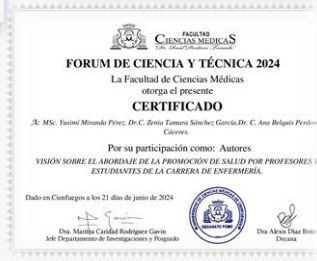 FACULTAD
CIENCIAS MÉDICAS
FORUM DE CIENCIA Y TÉCNICA 2024
La Facultad de Ciencias Médicas
otorga el presente
CERTIFICADO
A: MSc. Yusimi Miranda Pérez, Dr.C. Zenia Tamara Sánchez García.Dr. C. Ana Belquis Perdomo
Cáceres.
Por su participación como: Autores
VISIÓN SOBRE EL ABORDAJE DE LA PROMOCIÓN DE SALUD POR PROFESORES Y
ESTUDIANTES DE LA CARRERA DE ENFERMERÍA.
Dado en Cienfuegos a los 21 días de junio de 2024
Dra. Maritza Caridad Rodríguez Gavín
Jefe Departamento de Investigaciones y Posgrado
DECANATO FCMC
Dra Alexis Díaz Brito
Decana